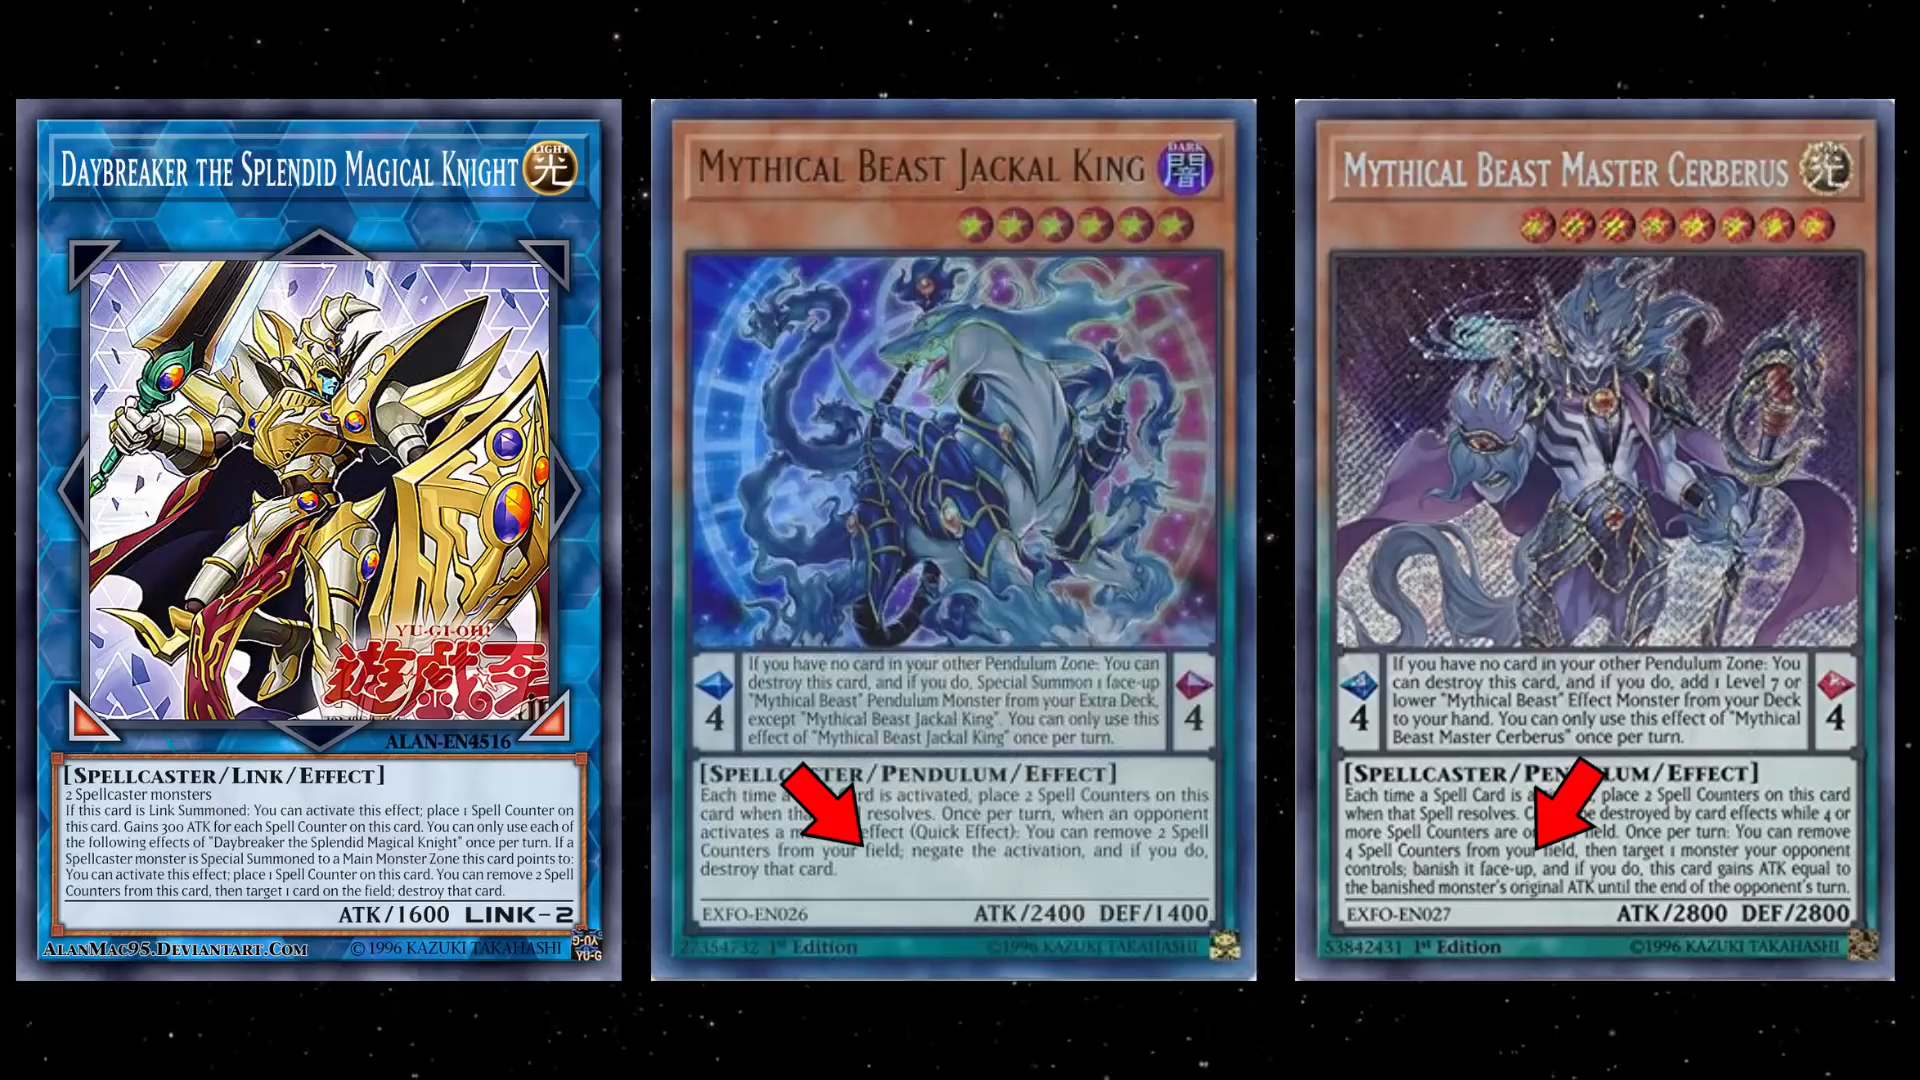 DAYBREAKER THE SPLENDID MAGICAL KNIGHT
LIGHT
光
YU-GI-OH!
ALAN-EN4516
[SPELLCASTER/LINK/EFFECT]
2 Spellcaster monsters
If this card is Link Summoned: You can activate this effect; place 1 Spell Counter on
this card. Gains 300 ATK for each Spell Counter on this card. You can only use each of
the following effects of "Daybreaker the Splendid Magical Knight" once per turn. If a
Spellcaster monster is Special Summoned to a Main Monster Zone this card points to:
You can activate this effect; place 1 Spell Counter on this card. You can remove 2 Spell
Counters from this card, then target 1 card on the field; destroy that card.
ATK/1600 LINK-2
ALANMAC95.DEVIANTART.COM
©1996 KAZUKI TAKAHASHI
MYTHICAL BEAST JACKAL KING
DARK
闇
4
If you have no card in your other Pendulum Zone: You can
destroy this card, and if you do, Special Summon 1 face-up
"Mythical Beast" Pendulum Monster from your Extra Deck,
except "Mythical Beast Jackal King". You can only use this
effect of "Mythical Beast Jackal King" once per turn.
4
[SPELLCASTER/PENDULUM/EFFECT]
Each time a rd is activated, place 2 Spell Counters on this
card when resolves. Once per turn, when an opponent
activates a effect (Quick Effect): You can remove 2 Spell
Counters from your field; negate the activation, and if you do,
destroy that card.
EXFO-EN026
ATK/2400 DEF/1400
27354732 1st Edition
©1996 KAZUKI TAKAHASHI
MYTHICAL BEAST MASTER CERBERUS
光
4
If you have no card in your other Pendulum Zone: You
can destroy this card, and if you do, add 1 Level 7 or
lower "Mythical Beast" Effect Monster from your Deck
to your hand. You can only use this effect of "Mythical
Beast Master Cerberus" once per turn.
4
[SPELLCASTER/PENDULUM/EFFECT]
Each time a Spell Card is place 2 Spell Counters on this card
when that Spell resolves. be destroyed by card effects while 4 or
more Spell Counters are field. Once per turn: You can remove
4 Spell Counters from your field, then target 1 monster your opponent
controls; banish it face-up, and if you do, this card gains ATK equal to
the banished monster's original ATK until the end of the opponent's turn.
EXFO-EN027
ATK/2800 DEF/2800
53842431 1st Edition
©1996 KAZUKI TAKAHASHI